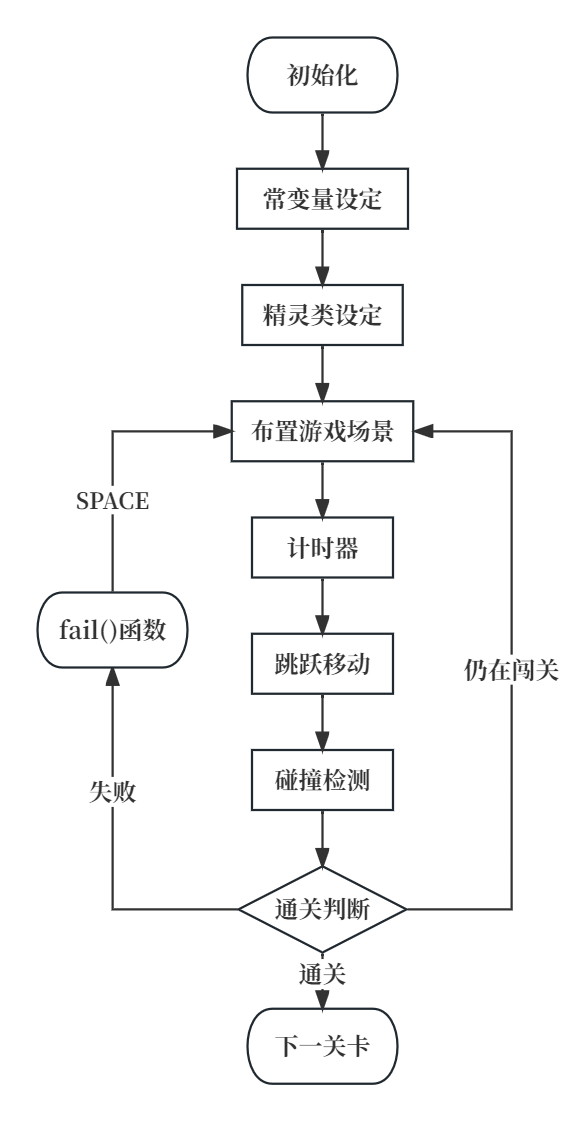 初始化
常变量设定
精灵类设定
布置游戏场景
SPACE
计时器
fail()函数
跳跃移动
仍在闯关
碰撞检测
失败
通关判断
通关
下一关卡